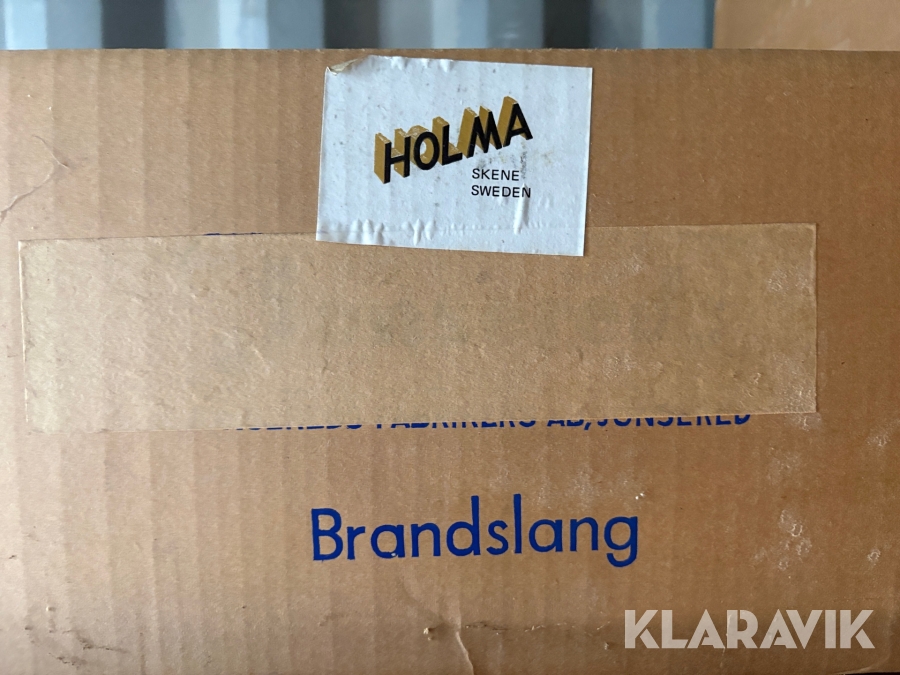 HOLMA
SKENE
SWEDEN
FABRIKERS AB, JONSERED
Brandslang
KLARAVIK